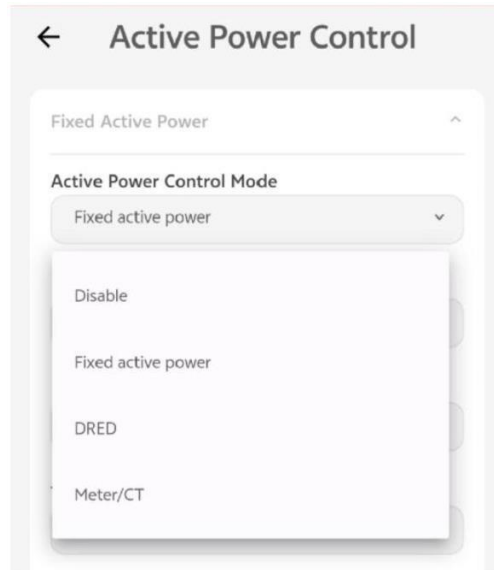 Active Power Control
Fixed Active Power
Active Power Control Mode
Fixed active power
Disable
Fixed active power
DRED
Meter/CT